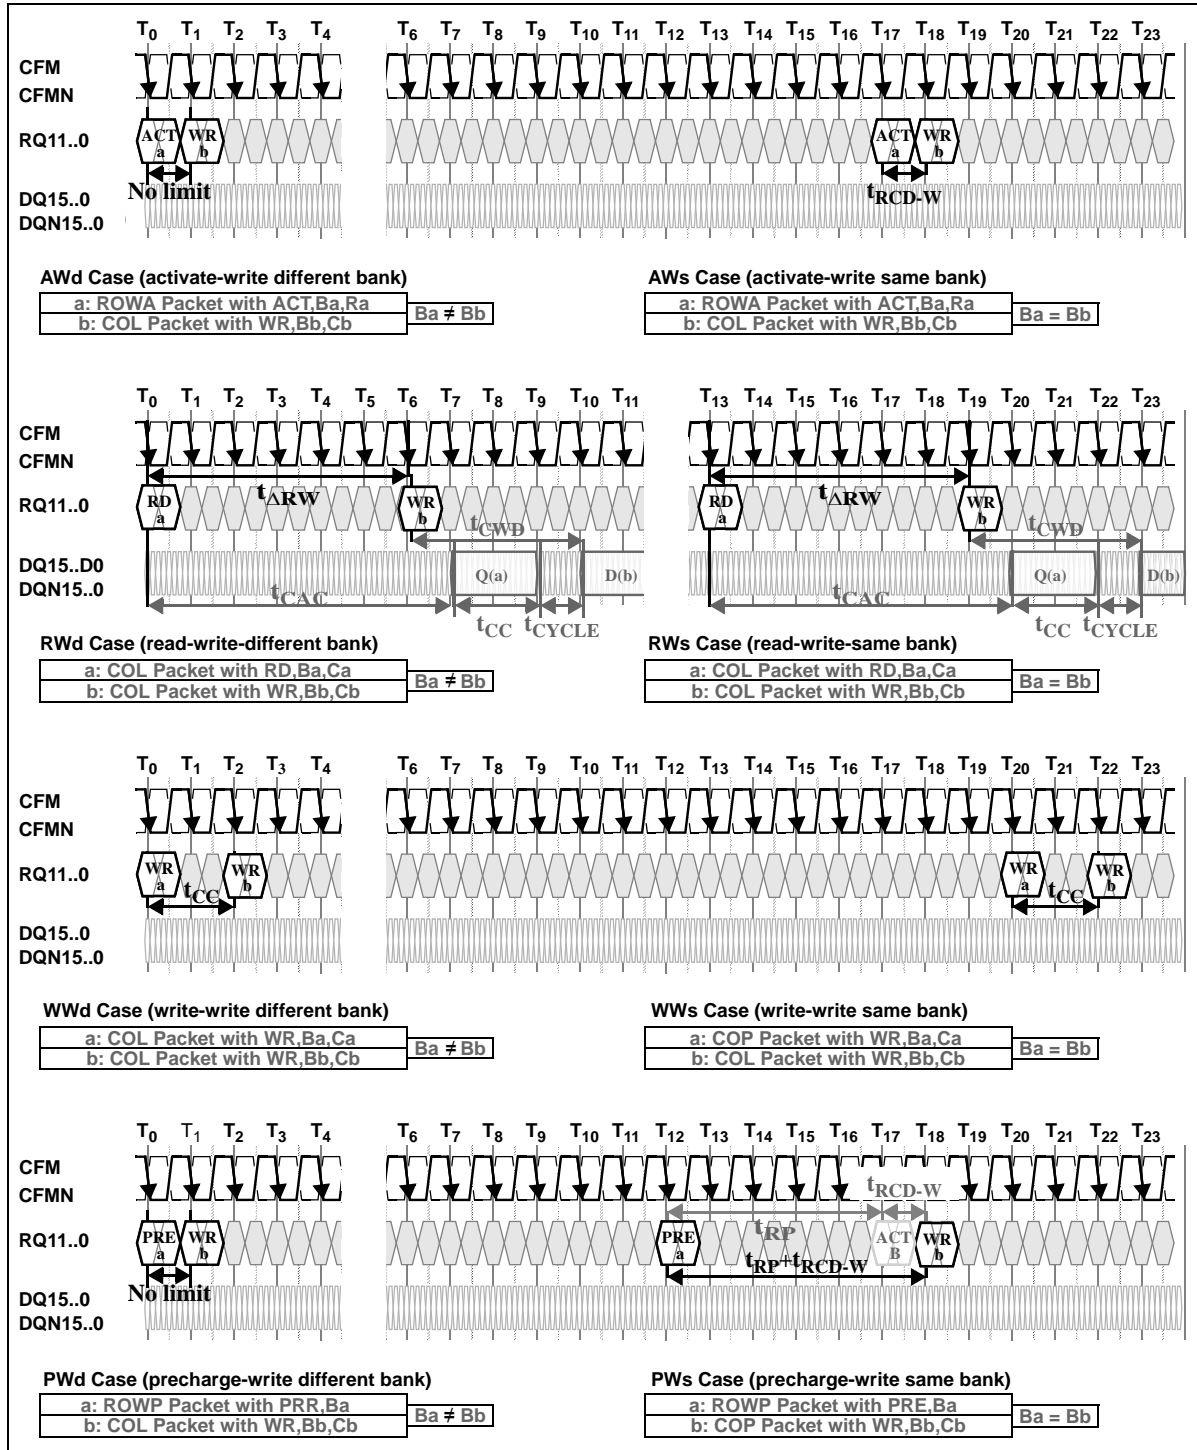 T0 T1 T2 T3 T4 T6 T7 T8 T9 T10 T11 T12 T13 T14 T15 T16 T17 T18 T19 T20 T21 T22 T23
CFM
CFMN
RQ11..0 ACT a WR b ACT a WR b
No limit tRCD-W
DQ15..0
DQN15..0
AWd Case (activate-write different bank) AWs Case (activate-write same bank)
a: ROWA Packet with ACT,Ba,Ra Ba ≠ Bb a: ROWA Packet with ACT,Ba,Ra Ba = Bb
b: COL Packet with WR,Bb,Cb b: COL Packet with WR,Bb,Cb
T0 T1 T2 T3 T4 T5 T6 T7 T8 T9 T10 T11 T13 T14 T15 T16 T17 T18 T19 T20 T21 T22 T23
CFM
CFMN
tΔRW tΔRW
RQ11..0 RD a WR b RD a WR b
tCWD tCWD
DQ15..D0 Q(a) D(b) Q(a) D(b)
DQN15..0
tCAC tCC tCYCLE tCAC tCC tCYCLE
RWd Case (read-write-different bank) RWs Case (read-write-same bank)
a: COL Packet with RD,Ba,Ca Ba ≠ Bb a: COL Packet with RD,Ba,Ca Ba = Bb
b: COL Packet with WR,Bb,Cb b: COL Packet with WR,Bb,Cb
T0 T1 T2 T3 T4 T6 T7 T8 T9 T10 T11 T12 T13 T14 T15 T16 T17 T18 T19 T20 T21 T22 T23
CFM
CFMN
RQ11..0 WR a WR b WR a WR b
tCC tCC
DQ15..0
DQN15..0
WWd Case (write-write different bank) WWs Case (write-write same bank)
a: COL Packet with WR,Ba,Ca Ba ≠ Bb a: COP Packet with WR,Ba,Ca Ba = Bb
b: COL Packet with WR,Bb,Cb b: COL Packet with WR,Bb,Cb
T0 T1 T2 T3 T4 T6 T7 T8 T9 T10 T11 T12 T13 T14 T15 T16 T17 T18 T19 T20 T21 T22 T23
CFM
CFMN
tRCD-W
RQ11..0 PRE a WR b PRE a tRP ACT B WR b
No limit tRP+tRCD-W
DQ15..0
DQN15..0
PWd Case (precharge-write different bank) PWs Case (precharge-write same bank)
a: ROWP Packet with PRR,Ba Ba ≠ Bb a: ROWP Packet with PRE,Ba Ba = Bb
b: COL Packet with WR,Bb,Cb b: COP Packet with WR,Bb,Cb